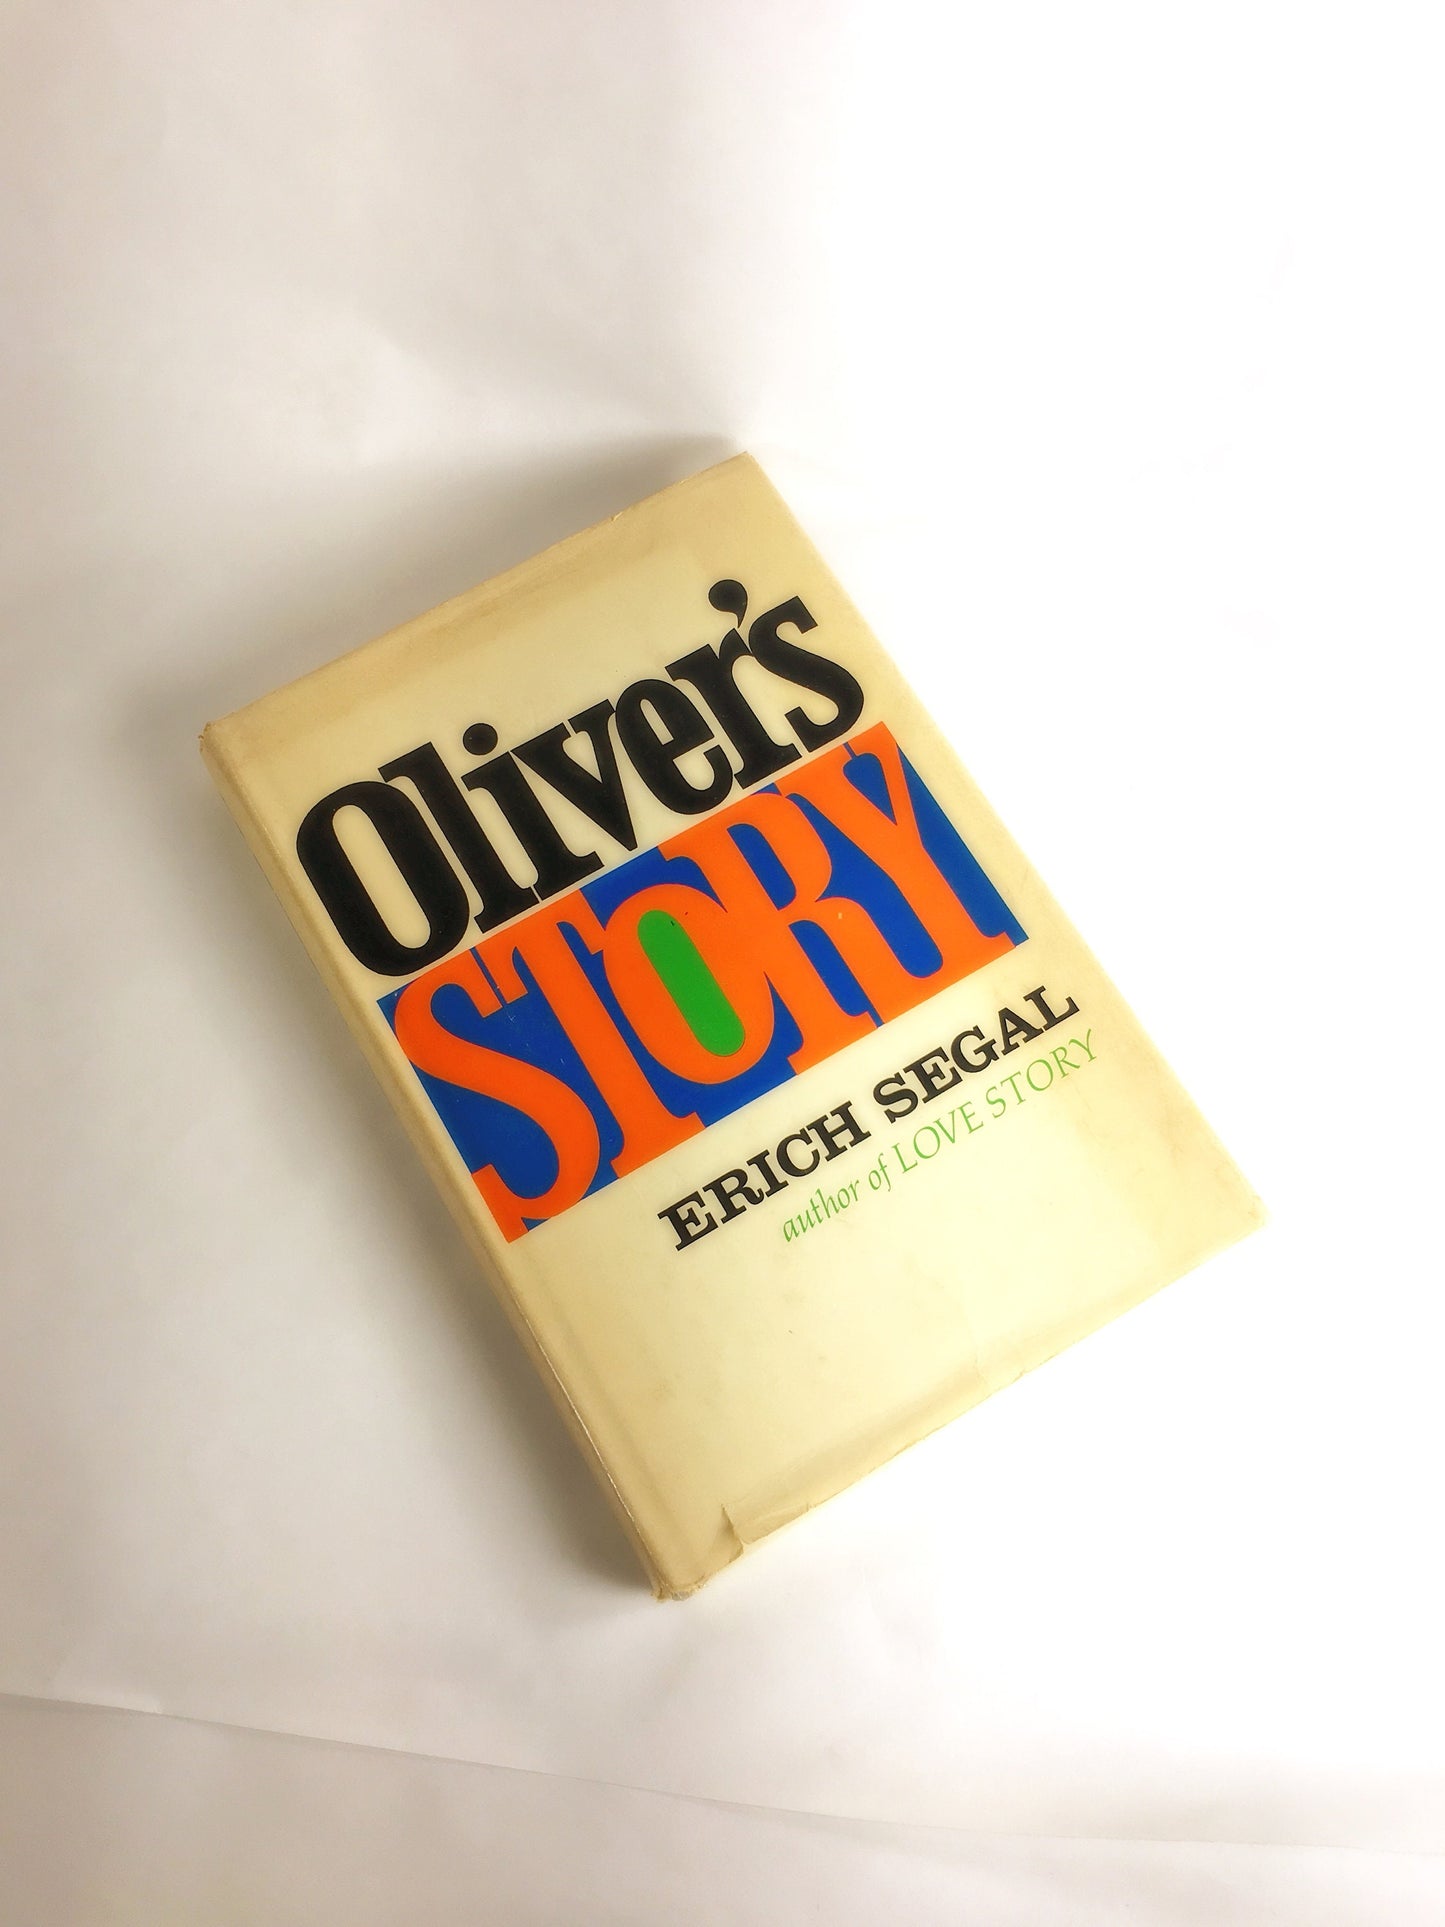 Oliver's
STORY
ERICH SEGAL
author of LOVE STORY